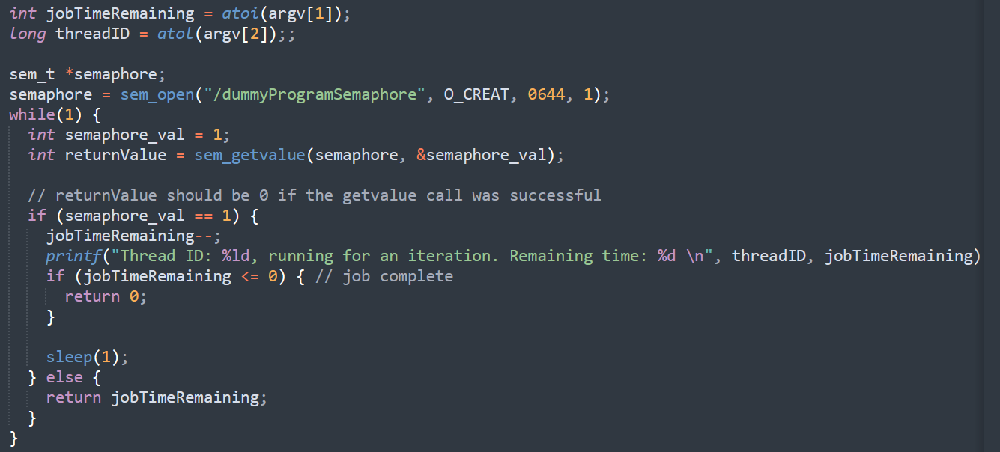 int jobTimeRemaining = atoi(argv[1]);
long threadID = atol(argv[2]);;
sem_t *semaphore;
semaphore = sem_open("/dummyProgramSemaphore", O_CREAT, 0644, 1);
while(1) {
int semaphore_val = 1;
int returnValue = sem_getvalue(semaphore, &semaphore_val);
// returnValue should be 0 if the getvalue call was successful
if (semaphore_val == 1) {
jobTimeRemaining--;
printf("Thread ID: %ld, running for an iteration. Remaining time: %d \n", threadID, jobTimeRemaining)
if (jobTimeRemaining <= 0) { // job complete
return 0;
}
sleep(1);
} else {
return jobTimeRemaining;
}
}